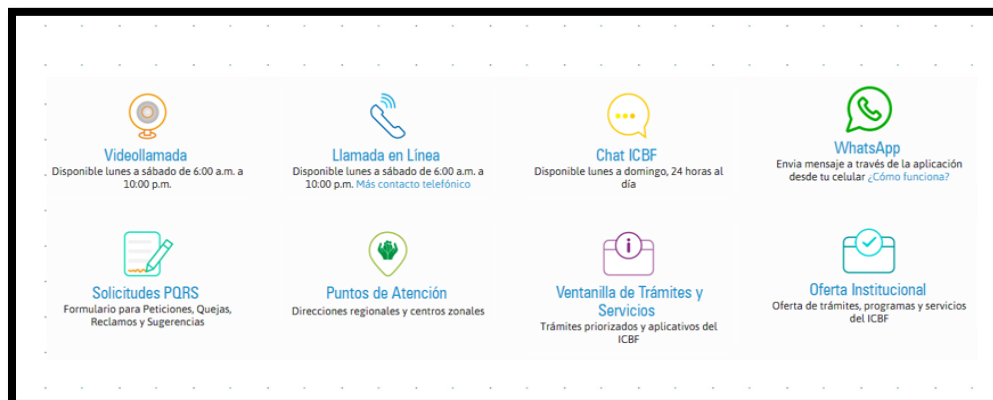 Videollamada
Disponible lunes a sábado de 6:00 a.m. a
10:00 p.m.
Llamada en Línea
Disponible lunes a sábado de 6:00 a.m. a
10:00 p.m. Más contacto telefónico
Chat ICBF
Disponible lunes a domingo, 24 horas al
día
WhatsApp
Envia mensaje a través de la aplicación
desde tu celular ¿Cómo funciona?
Solicitudes PQRS
Formulario para Peticiones, Quejas,
Reclamos y Sugerencias
Puntos de Atención
Direcciones regionales y centros zonales
Ventanilla de Trámites y
Servicios
Trámites priorizados y aplicativos del
ICBF
Oferta Institucional
Oferta de trámites, programas y servicios
del ICBF